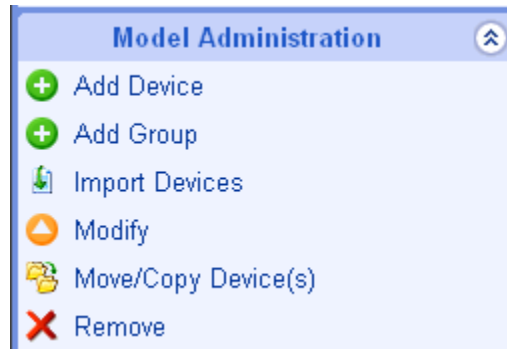 Model Administration
Add Device
Add Group
Import Devices
Modify
Move/Copy Device(s)
Remove